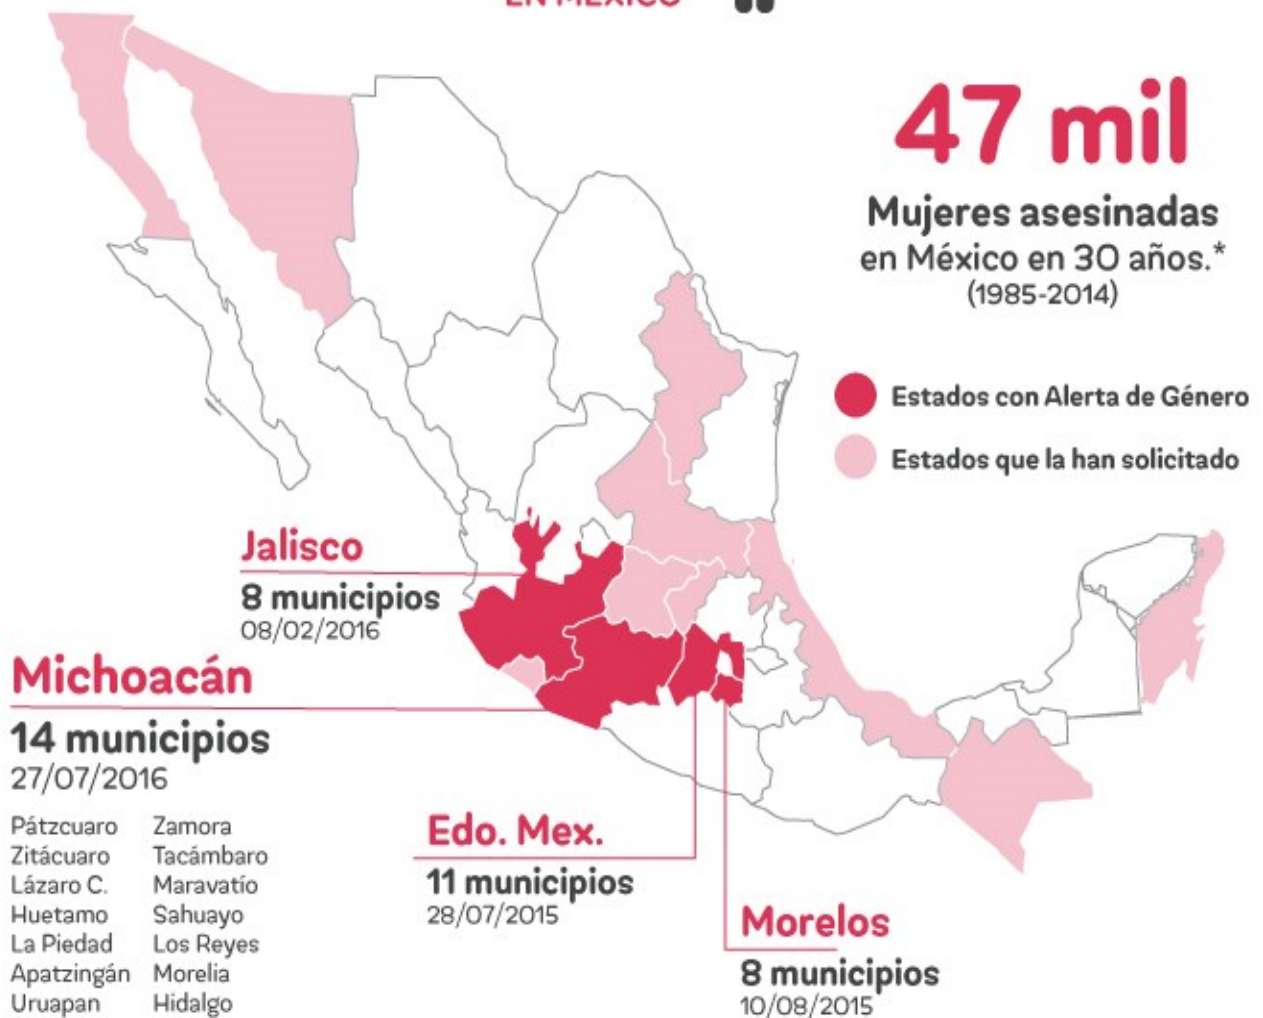 EN MÉXICO
47 mil
Mujeres asesinadas
en México en 30 años.*
(1985-2014)
Estados con Alerta de Género
Estados que la han solicitado
Jalisco
8 municipios
08/02/2016
Michoacán
14 municipios
27/07/2016
Pátzcuaro Zamora
Zitácuaro Tacámbaro
Lázaro C. Maravatío
Huetamo Sahuayo
La Piedad Los Reyes
Apatzingán Morelia
Uruapan Hidalgo
Edo. Mex.
11 municipios
28/07/2015
Morelos
8 municipios
10/08/2015